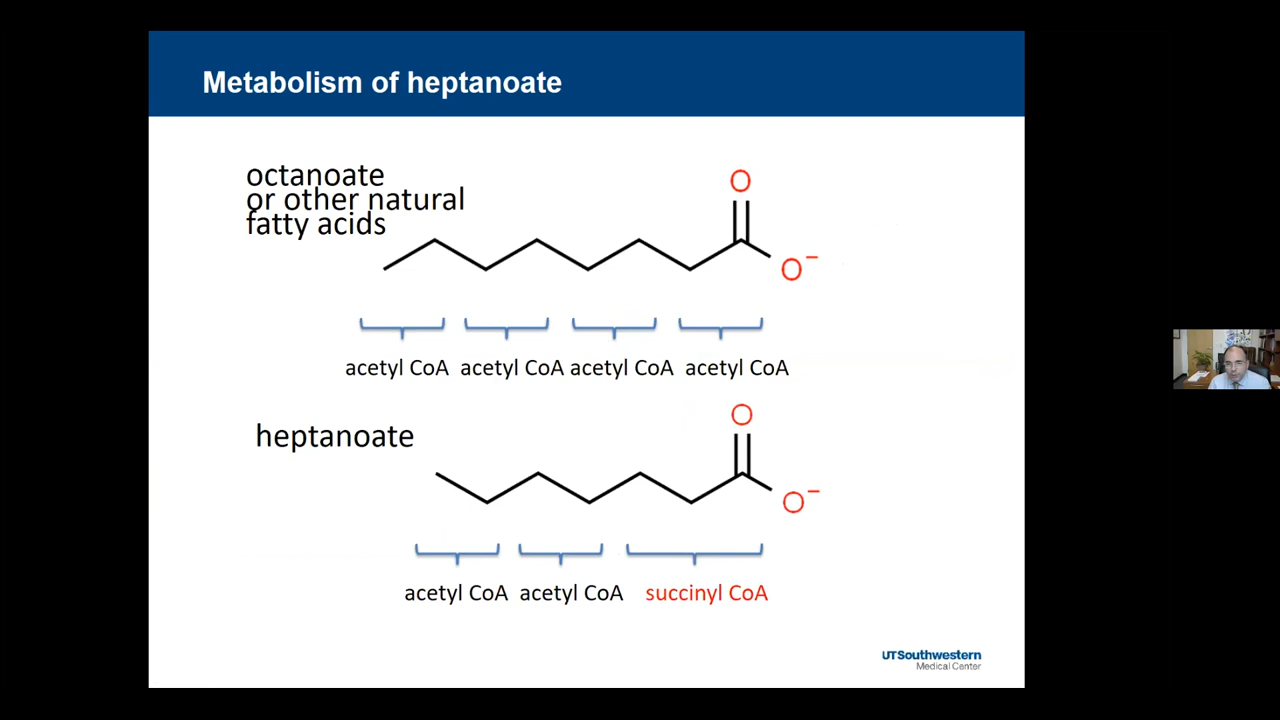 Metabolism of heptanoate
octanoate
or other natural
fatty acids
O
O−
acetyl CoA acetyl CoA acetyl CoA acetyl CoA
heptanoate
O
O−
acetyl CoA acetyl CoA succinyl CoA
UTSouthwestern
Medical Center